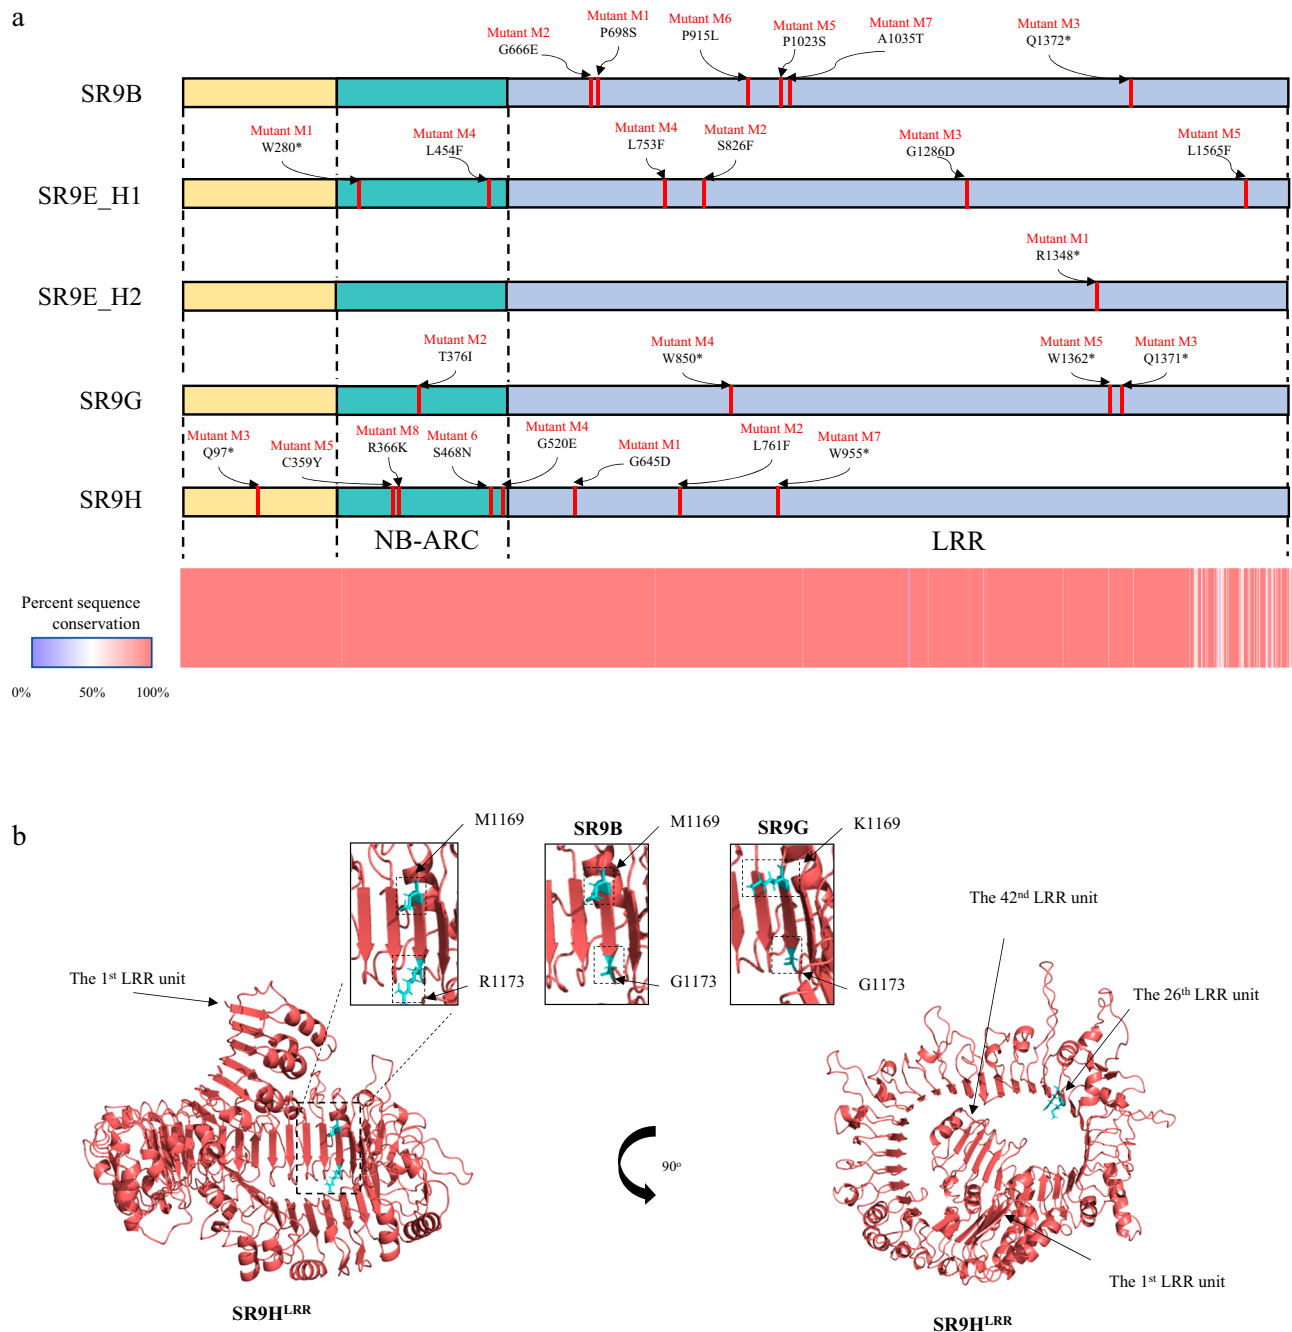 a
Mutant M2
G666E
Mutant M1
P698S
Mutant M6
P915L
Mutant M5
P1023S
Mutant M7
A1035T
Mutant M3
Q1372*
SR9B
Mutant M1
W280*
Mutant M4
L454F
Mutant M4
L753F
Mutant M2
S826F
Mutant M3
G1286D
Mutant M5
L1565F
SR9E_H1
Mutant M1
R1348*
SR9E_H2
Mutant M2
T376I
Mutant M4
W850*
Mutant M5
W1362*
Mutant M3
Q1371*
SR9G
Mutant M3
Q97*
Mutant M5
C359Y
Mutant M8
R366K
Mutant 6
S468N
Mutant M4
G520E
Mutant M1
G645D
Mutant M2
L761F
Mutant M7
W955*
SR9H
NB-ARC
LRR
Percent sequence
conservation
0% 50% 100%
b
M1169
SR9B
M1169
SR9G
K1169
The 1st LRR unit
R1173
G1173
G1173
The 42nd LRR unit
The 26th LRR unit
90o
The 1st LRR unit
SR9HLRR
SR9HLRR